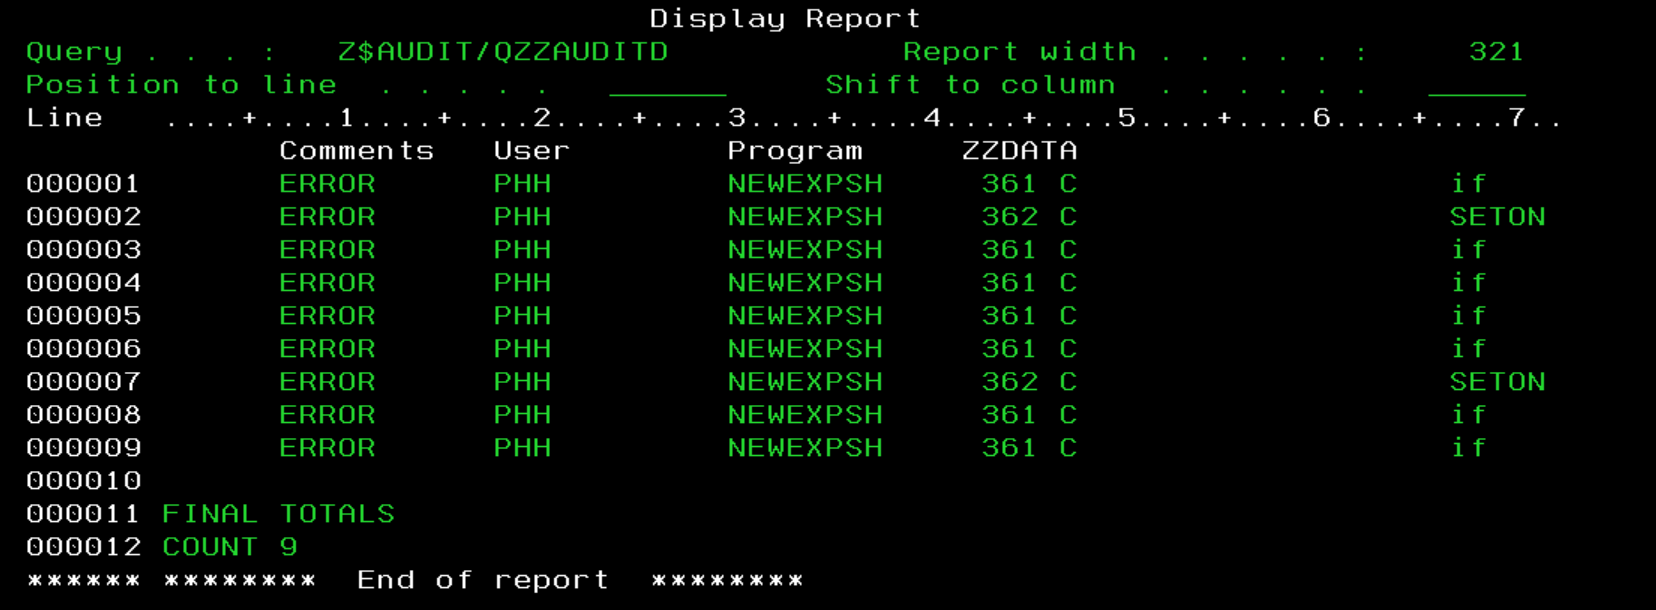 Display Report
Query . . . :   Z$AUDIT/QZZAUDITD            Report width . . . . . :     321
Position to line  . . . . .   ______     Shift to column  . . . . . .   _____
Line   ....+....1....+....2....+....3....+....4....+....5....+....6....+....7..
Comments   User        Program     ZZDATA
000001       ERROR      PHH         NEWEXPSH     361 C                   if
000002       ERROR      PHH         NEWEXPSH     362 C                   SETON
000003       ERROR      PHH         NEWEXPSH     361 C                   if
000004       ERROR      PHH         NEWEXPSH     361 C                   if
000005       ERROR      PHH         NEWEXPSH     361 C                   if
000006       ERROR      PHH         NEWEXPSH     361 C                   if
000007       ERROR      PHH         NEWEXPSH     362 C                   SETON
000008       ERROR      PHH         NEWEXPSH     361 C                   if
000009       ERROR      PHH         NEWEXPSH     361 C                   if
000010
000011 FINAL TOTALS
000012 COUNT 9
****** ********  End of report  ********